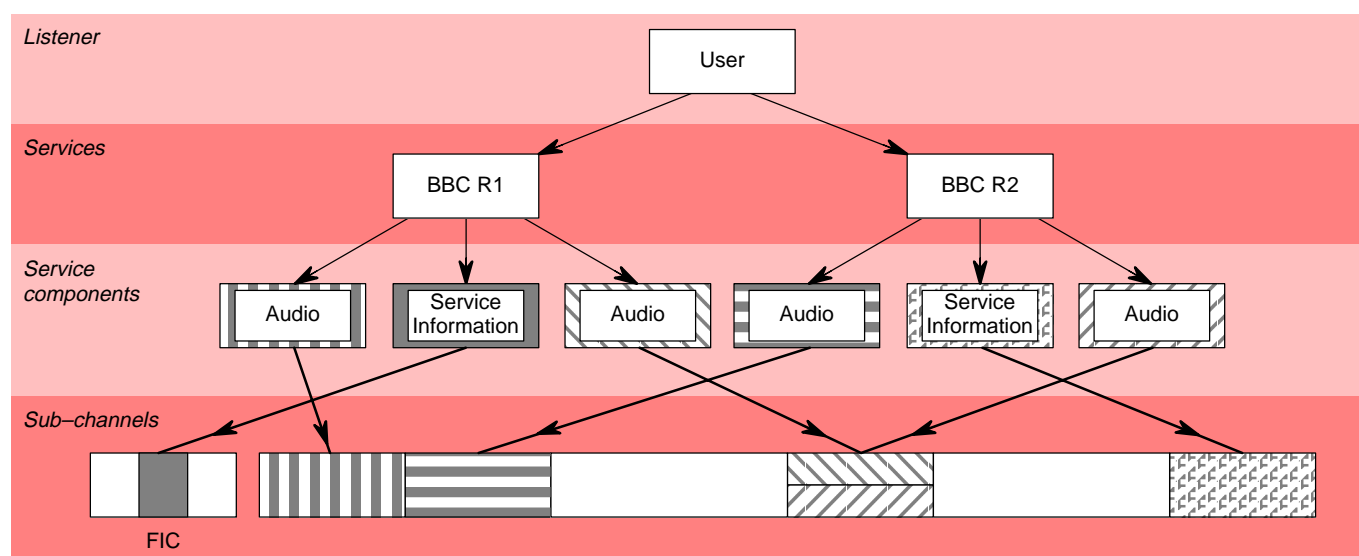 Listener
User
Services
BBC R1
BBC R2
Service
components
Audio
Service
Information
Audio
Audio
Service
Information
Audio
Sub–channels
FIC